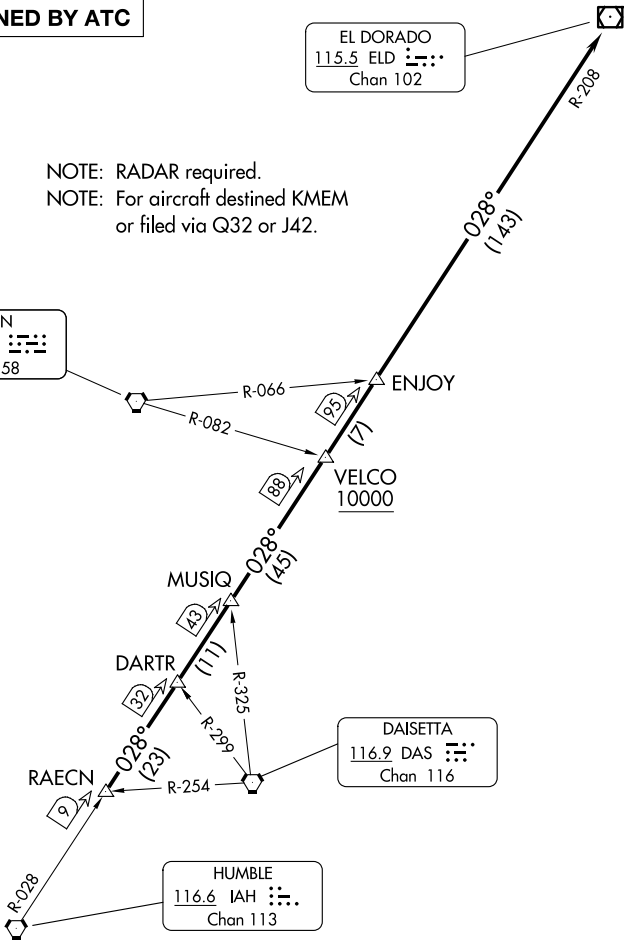 NED BY ATC
EL DORADO
115.5 ELD
Chan 102
R-208
NOTE: RADAR required.
NOTE: For aircraft destined KMEM
or filed via Q32 or J42.
028°
(143)
N
58
R-066
ENJOY
95
(7)
R-082
VELCO
10000
88
028°
(45)
MUSIQ
43
(11)
R-325
DARTR
32
R-299
028°
(23)
DAISETTA
116.9 DAS
Chan 116
RAECN
R-254
9
R-028
HUMBLE
116.6 IAH
Chan 113